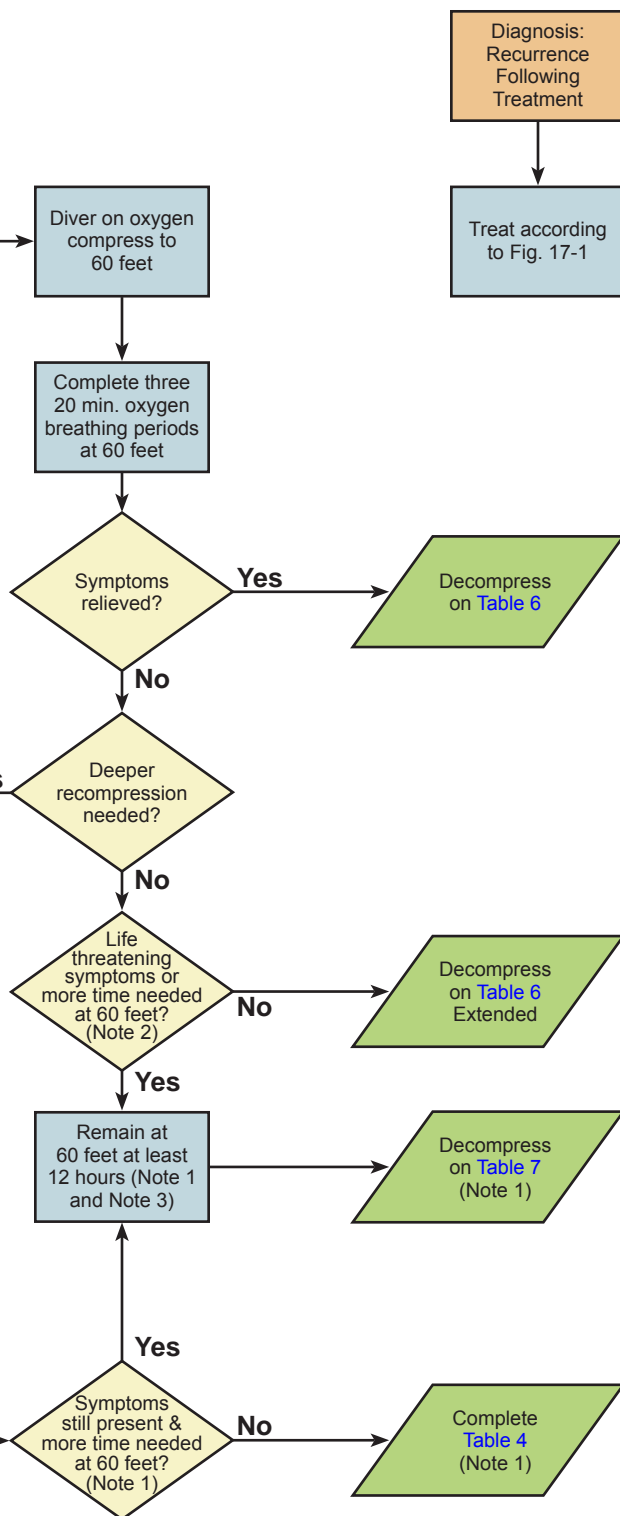 Diagnosis:
Recurrence
Following
Treatment
Treat according
to Fig. 17-1
Diver on oxygen
compress to
60 feet
Complete three
20 min. oxygen
breathing periods
at 60 feet
Symptoms
relieved?
Yes
Decompress
on Table 6
No
Deeper
recompression
needed?
No
Life
threatening
symptoms or
more time needed
at 60 feet?
(Note 2)
No
Decompress
on Table 6
Extended
Yes
Remain at
60 feet at least
12 hours (Note 1
and Note 3)
Decompress
on Table 7
(Note 1)
Yes
Symptoms
still present &
more time needed
at 60 feet?
(Note 1)
No
Complete
Table 4
(Note 1)